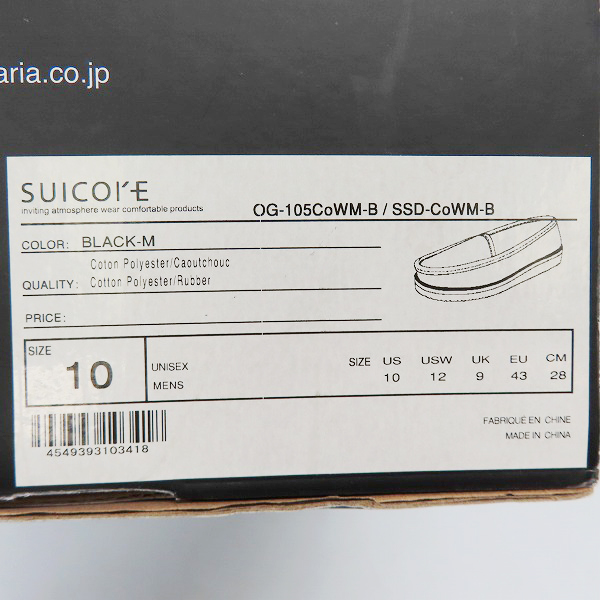 aria.co.jp
SUICOKE
inviting atmosphere wear comfortable products
OG-105CoWM-B / SSD-CoWM-B
COLOR: BLACK-M
Coton Polyester/Caoutchouc
QUALITY: Cotton Polyester/Rubber
PRICE:
SIZE
10
UNISEX
MENS
SIZE US USW UK EU CM
10 12 9 43 28
4549393103418
FABRIQUÉ EN CHINE
MADE IN CHINA